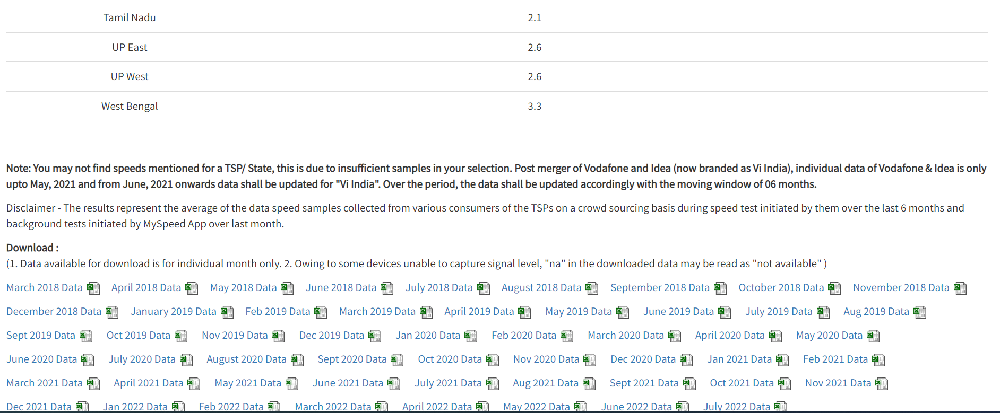 Tamil Nadu 2.1
UP East 2.6
UP West 2.6
West Bengal 3.3
Note: You may not find speeds mentioned for a TSP/ State, this is due to insufficient samples in your selection. Post merger of Vodafone and Idea (now branded as Vi India), individual data of Vodafone & Idea is only
upto May, 2021 and from June, 2021 onwards data shall be updated for "Vi India". Over the period, the data shall be updated accordingly with the moving window of 06 months.
Disclaimer - The results represent the average of the data speed samples collected from various consumers of the TSPs on a crowd sourcing basis during speed test initiated by them over the last 6 months and
background tests initiated by MySpeed App over last month.
Download :
(1. Data available for download is for individual month only. 2. Owing to some devices unable to capture signal level, "na" in the downloaded data may be read as "not available" )
March 2018 Data April 2018 Data May 2018 Data June 2018 Data July 2018 Data August 2018 Data September 2018 Data October 2018 Data November 2018 Data
December 2018 Data January 2019 Data Feb 2019 Data March 2019 Data April 2019 Data May 2019 Data June 2019 Data July 2019 Data Aug 2019 Data
Sept 2019 Data Oct 2019 Data Nov 2019 Data Dec 2019 Data Jan 2020 Data Feb 2020 Data March 2020 Data April 2020 Data May 2020 Data
June 2020 Data July 2020 Data August 2020 Data Sept 2020 Data Oct 2020 Data Nov 2020 Data Dec 2020 Data Jan 2021 Data Feb 2021 Data
March 2021 Data April 2021 Data May 2021 Data June 2021 Data July 2021 Data Aug 2021 Data Sept 2021 Data Oct 2021 Data Nov 2021 Data
Dec 2021 Data Jan 2022 Data Feb 2022 Data March 2022 Data April 2022 Data May 2022 Data June 2022 Data July 2022 Data